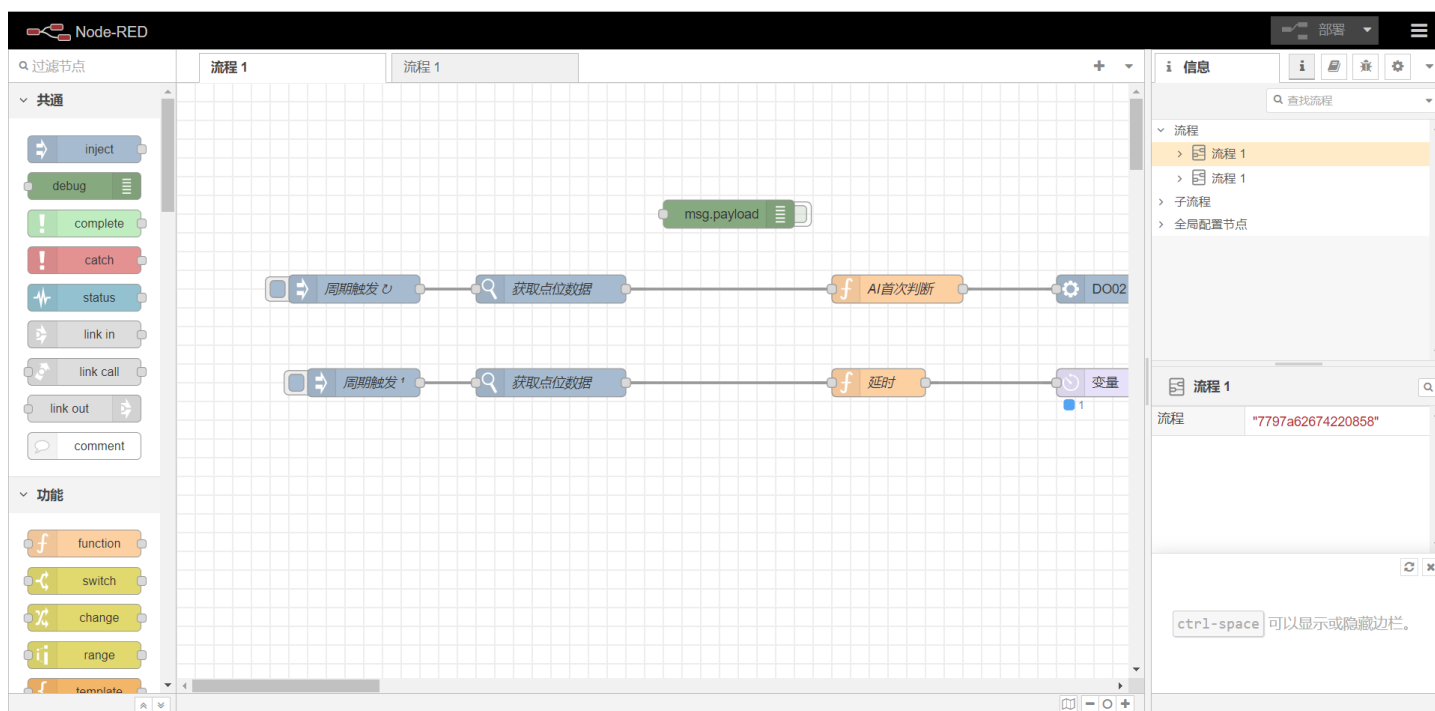 Node-RED
部署
过滤节点
流程 1
流程 1
i 信息
i
查找流程
共通
inject
debug
complete
catch
status
link in
link call
link out
comment
功能
function
switch
change
range
template
msg.payload
周期触发 ↻
获取点位数据
AI首次判断
DO02
周期触发 ¹
获取点位数据
延时
变量
1
流程
流程 1
流程 1
子流程
全局配置节点
流程 1
流程
"7797a62674220858"
ctrl-space 可以显示或隐藏边栏。